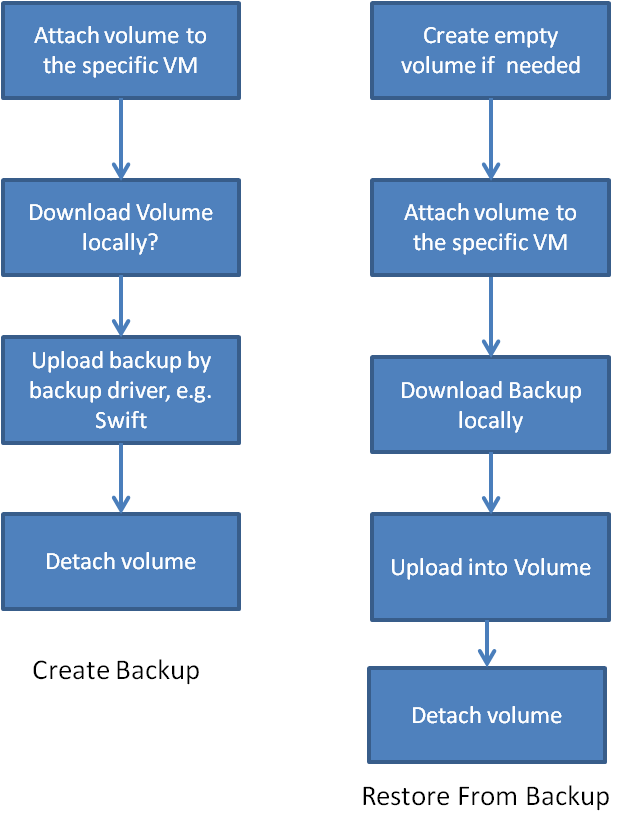 Attach volume to
the specific VM
Download Volume
locally?
Upload backup by
backup driver, e.g.
Swift
Detach volume
Create Backup
Create empty
volume if needed
Attach volume to
the specific VM
Download Backup
locally
Upload into Volume
Detach volume
Restore From Backup